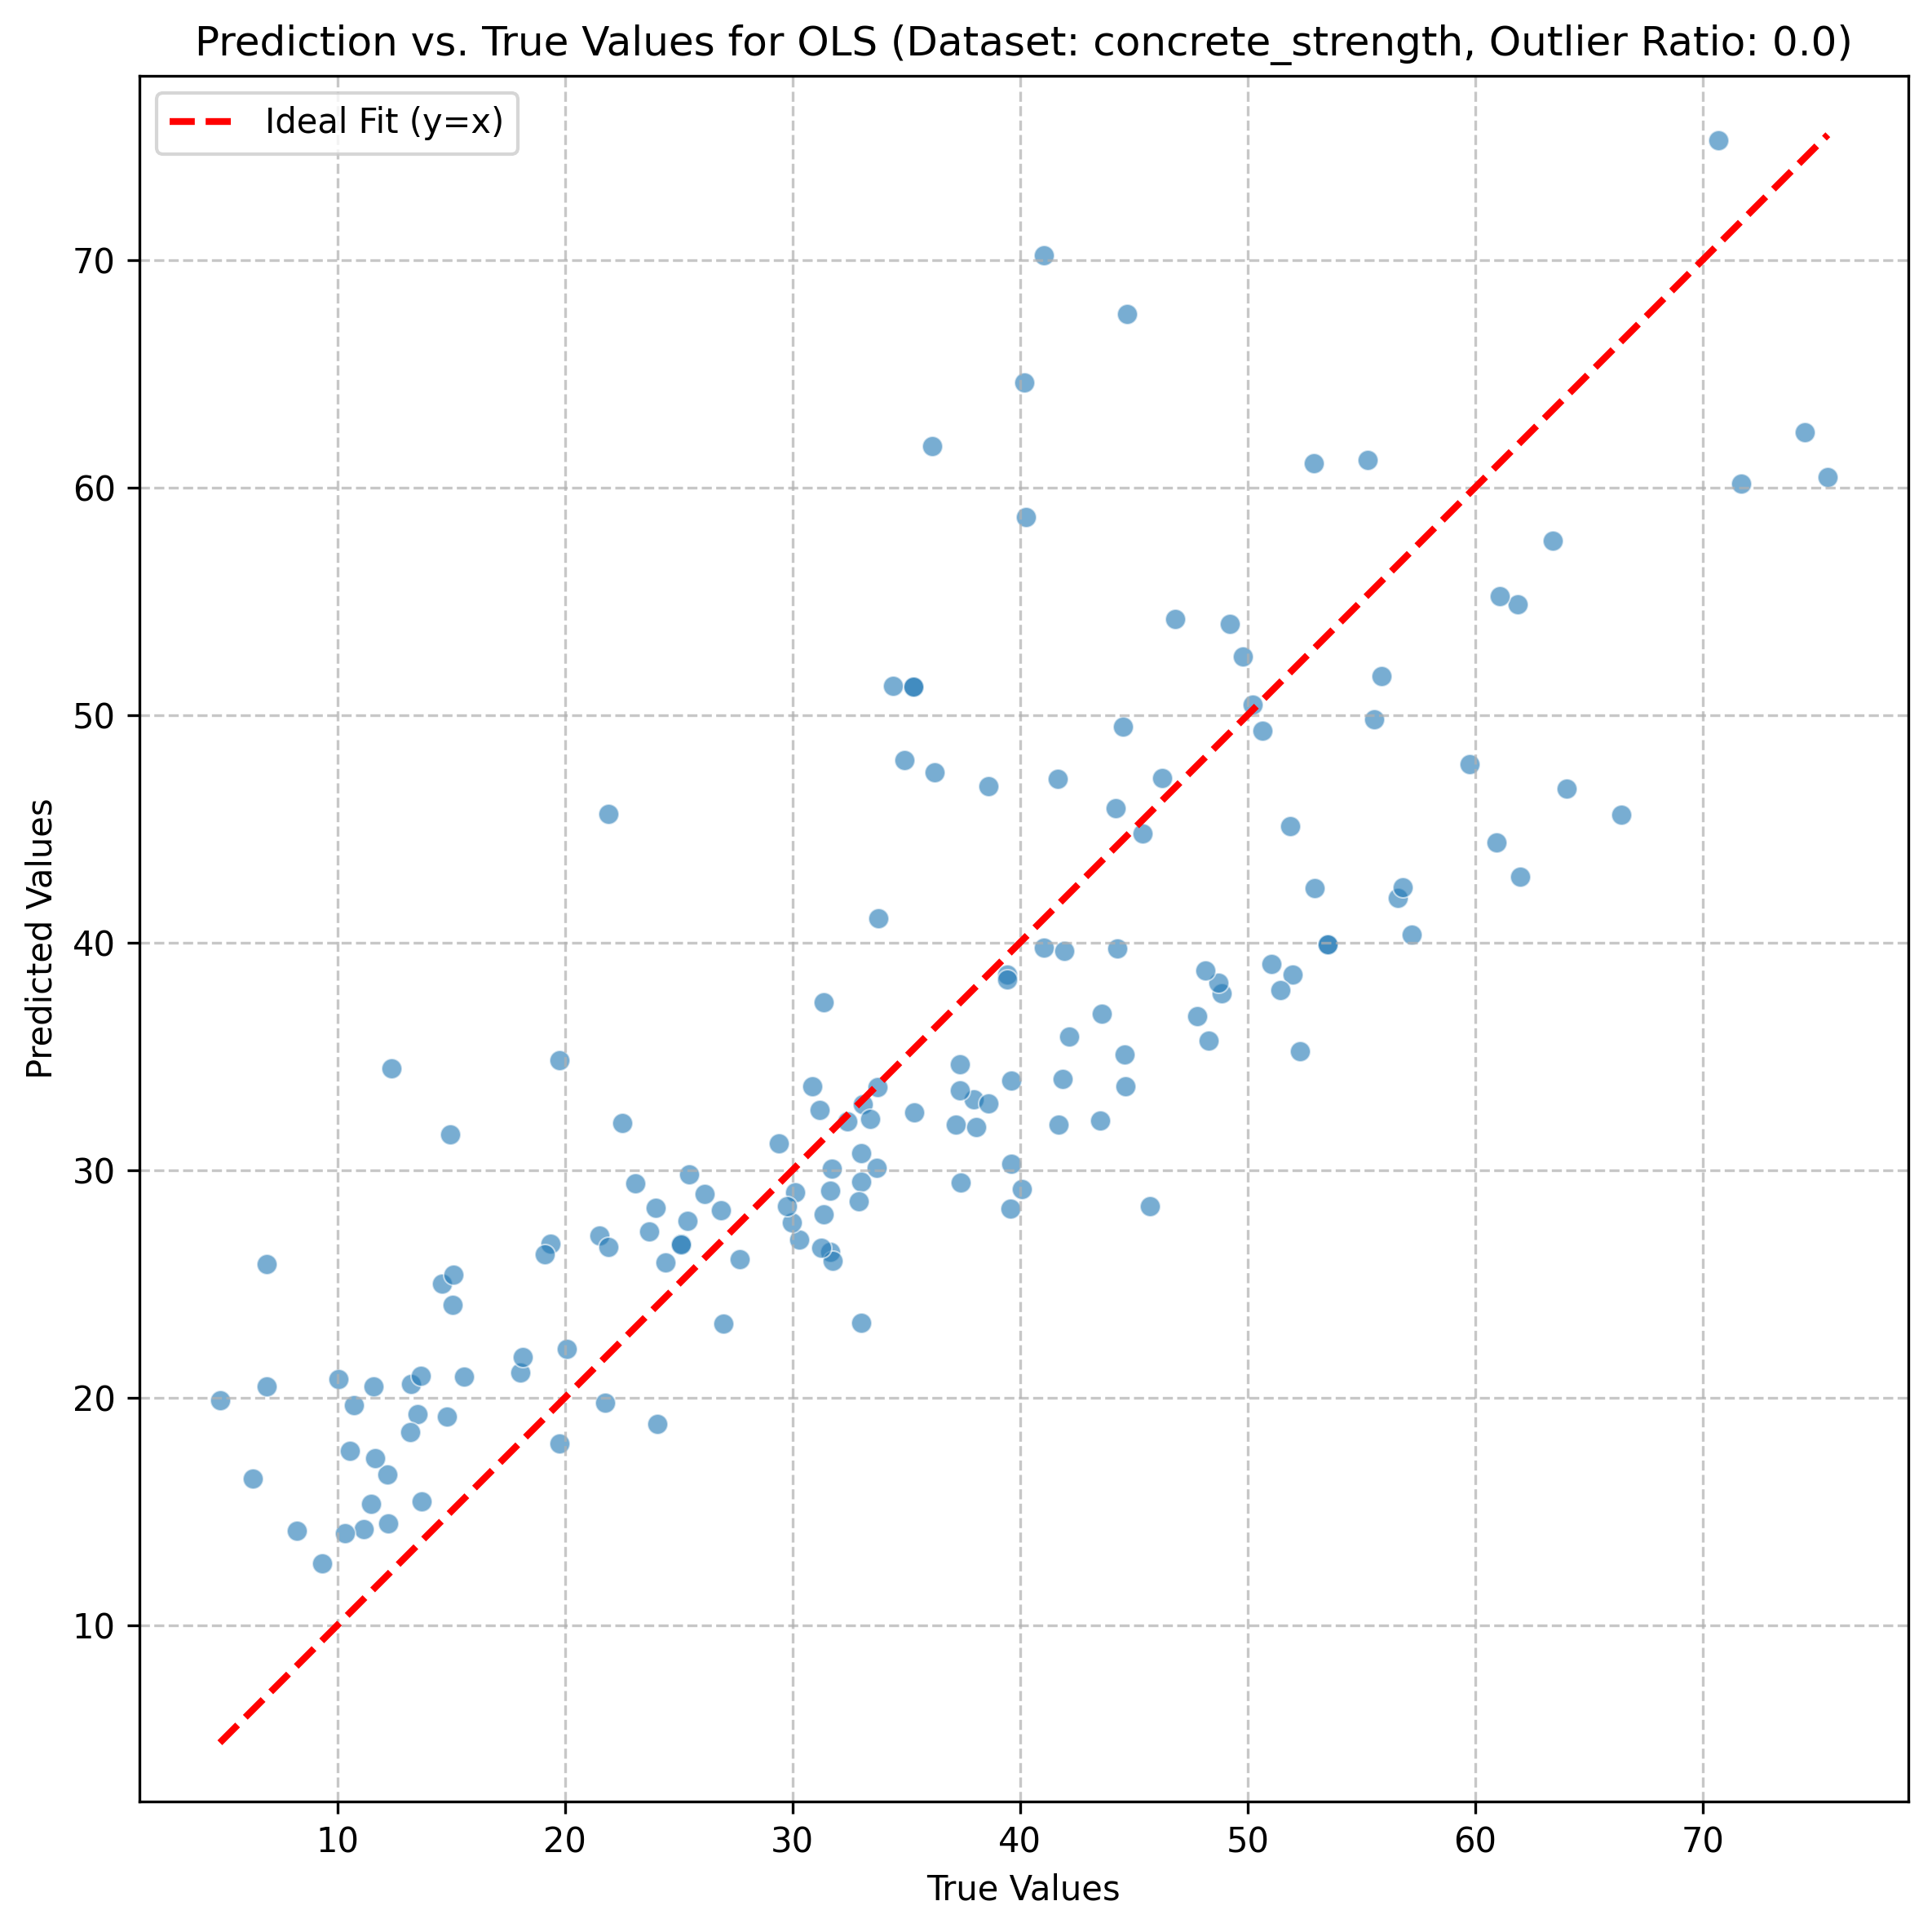 Prediction vs. True Values for OLS (Dataset: concrete_strength, Outlier Ratio: 0.0)
Ideal Fit (y=x)
70
60
50
40
30
20
10
Predicted Values
10 20 30 40 50 60 70
True Values